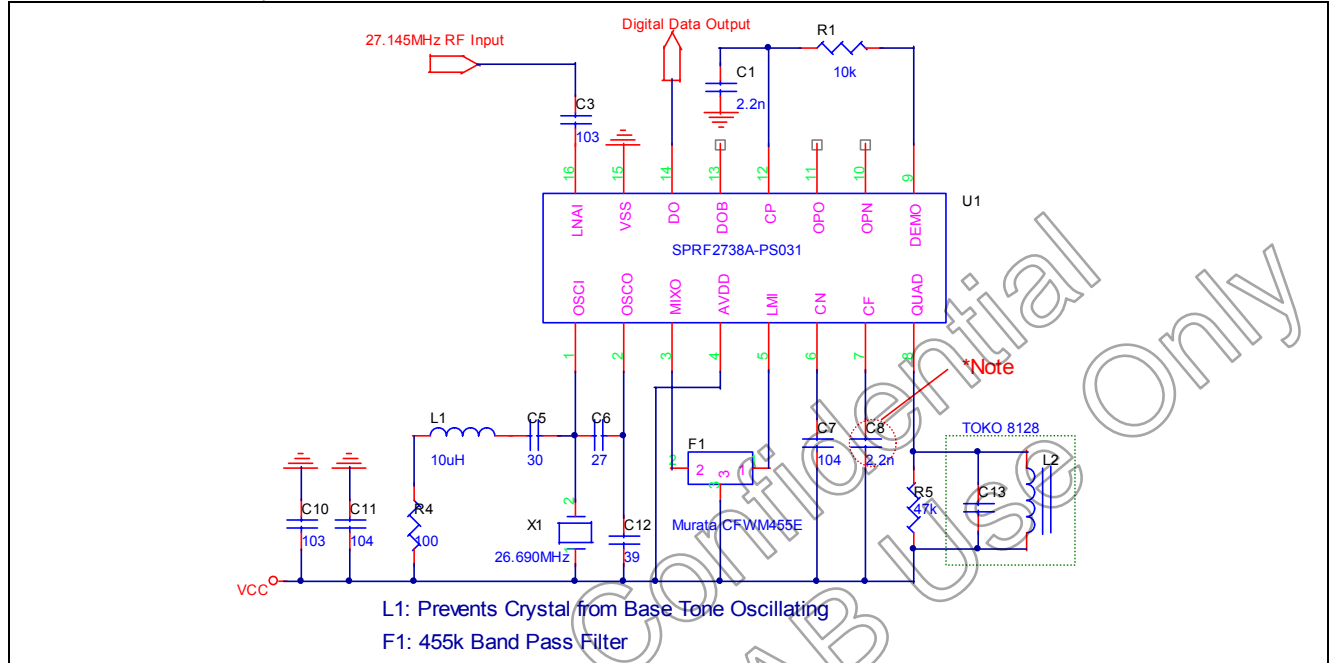 Digital Data Output
27.145MHz RF Input
R1
10k
C1
2.2n
C3
103
16
15
14
13
12
11
10
9
U1
LNAI
VSS
DO
DOB
CP
OPO
OPN
DEMO
SPRF2738A-PS031
OSCI
OSCO
MIXO
AVDD
LMI
CN
CF
QUAD
1
2
3
4
5
6
7
8
*Note
L1
10uH
C5
30
C6
27
F1
2
2
3
1
1
3
C7
104
C8
2.2n
TOKO 8128
L2
C13
R5
47k
C10
103
C11
104
R4
100
X1
2
1
26.690MHz
C12
39
Murata CFWM455E
VCC
L1: Prevents Crystal from Base Tone Oscillating
F1: 455k Band Pass Filter
Confidential
Use Only